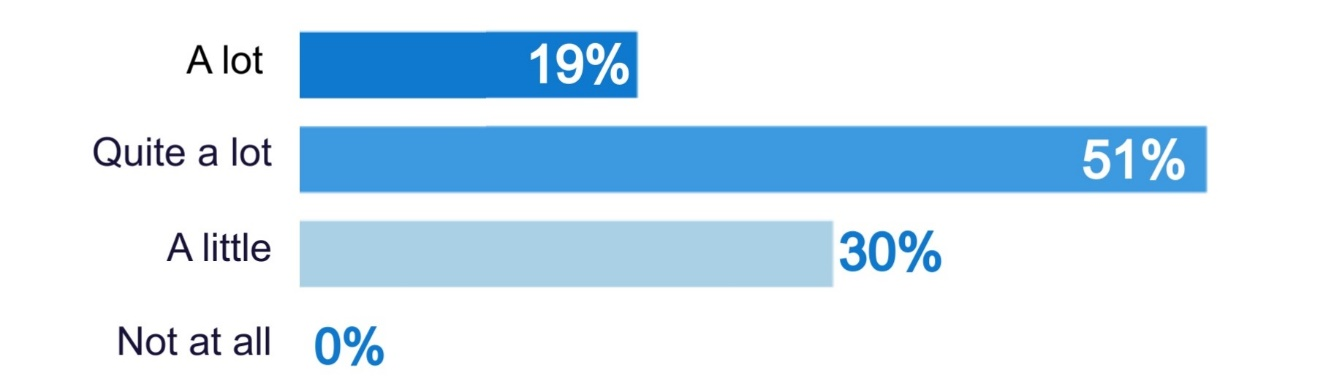 A lot 19%
Quite a lot 51%
A little 30%
Not at all 0%